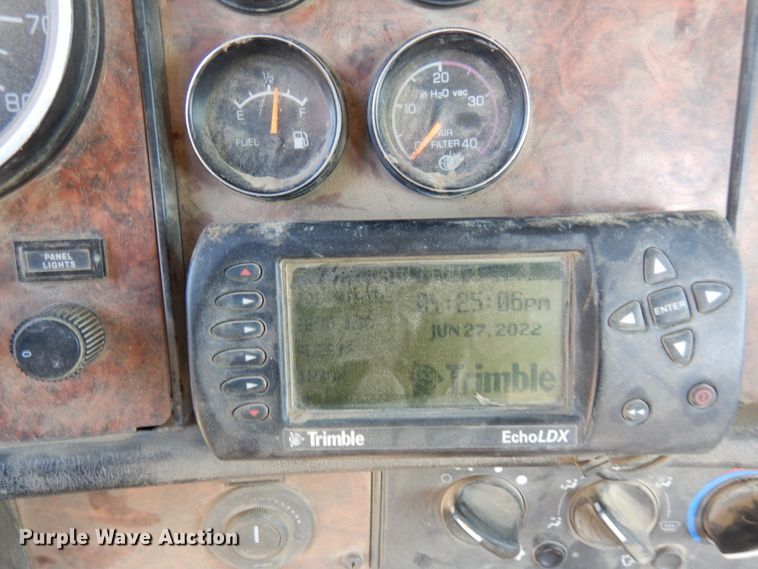 70
80
1/2
E F
FUEL
20
in H2O vac
10 30
AIR
0 FILTER 40
PANEL
LIGHTS
04:25:06PM
JUN 27, 2022
Trimble
ENTER
Trimble
EchoLDX
0
Purple Wave Auction